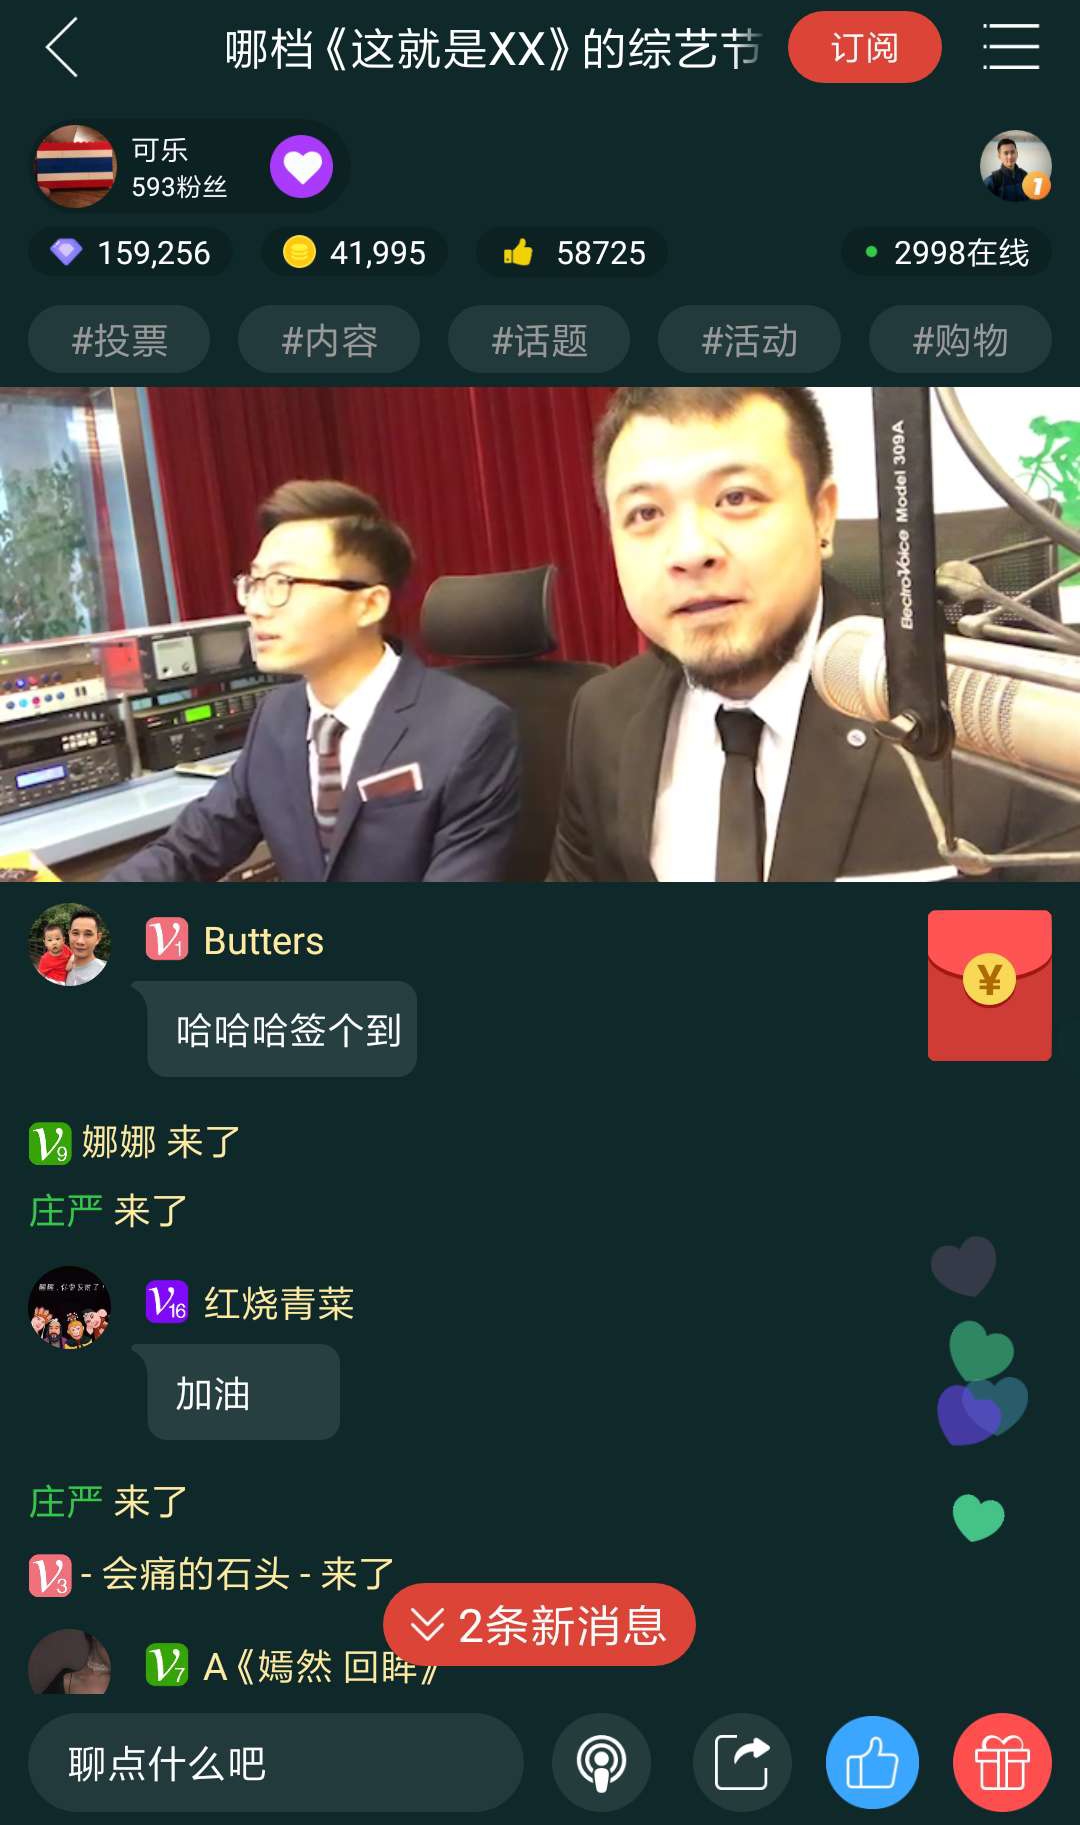 哪档《这就是XX》的综艺节
订阅
可乐
593粉丝
1
159,256
41,995
58725
2998在线
#投票
#内容
#话题
#活动
#购物
ElectroVoice Model 309A
V1 Butters
哈哈哈签个到
¥
V9 娜娜 来了
庄严 来了
V16 红烧青菜
加油
庄严 来了
V3 - 会痛的石头 - 来了
2条新消息
V7 A《嫣然 回眸》
聊点什么吧